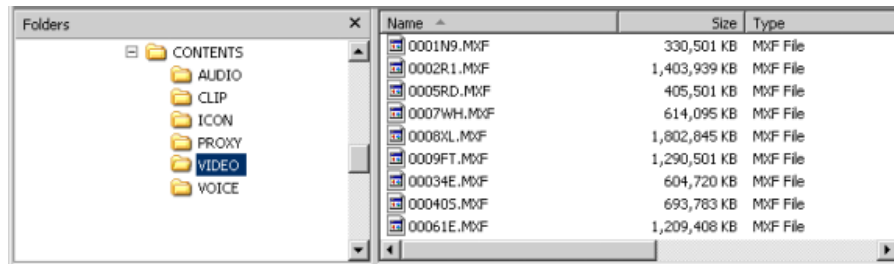 Folders
CONTENTS
AUDIO
CLIP
ICON
PROXY
VIDEO
VOICE
Name Size Type
0001N9.MXF 330,501 KB MXF File
0002R1.MXF 1,403,939 KB MXF File
0005RD.MXF 405,501 KB MXF File
0007WH.MXF 614,095 KB MXF File
0008XL.MXF 1,802,845 KB MXF File
0009FT.MXF 1,290,501 KB MXF File
00034E.MXF 604,720 KB MXF File
00040S.MXF 693,783 KB MXF File
00061E.MXF 1,209,408 KB MXF File